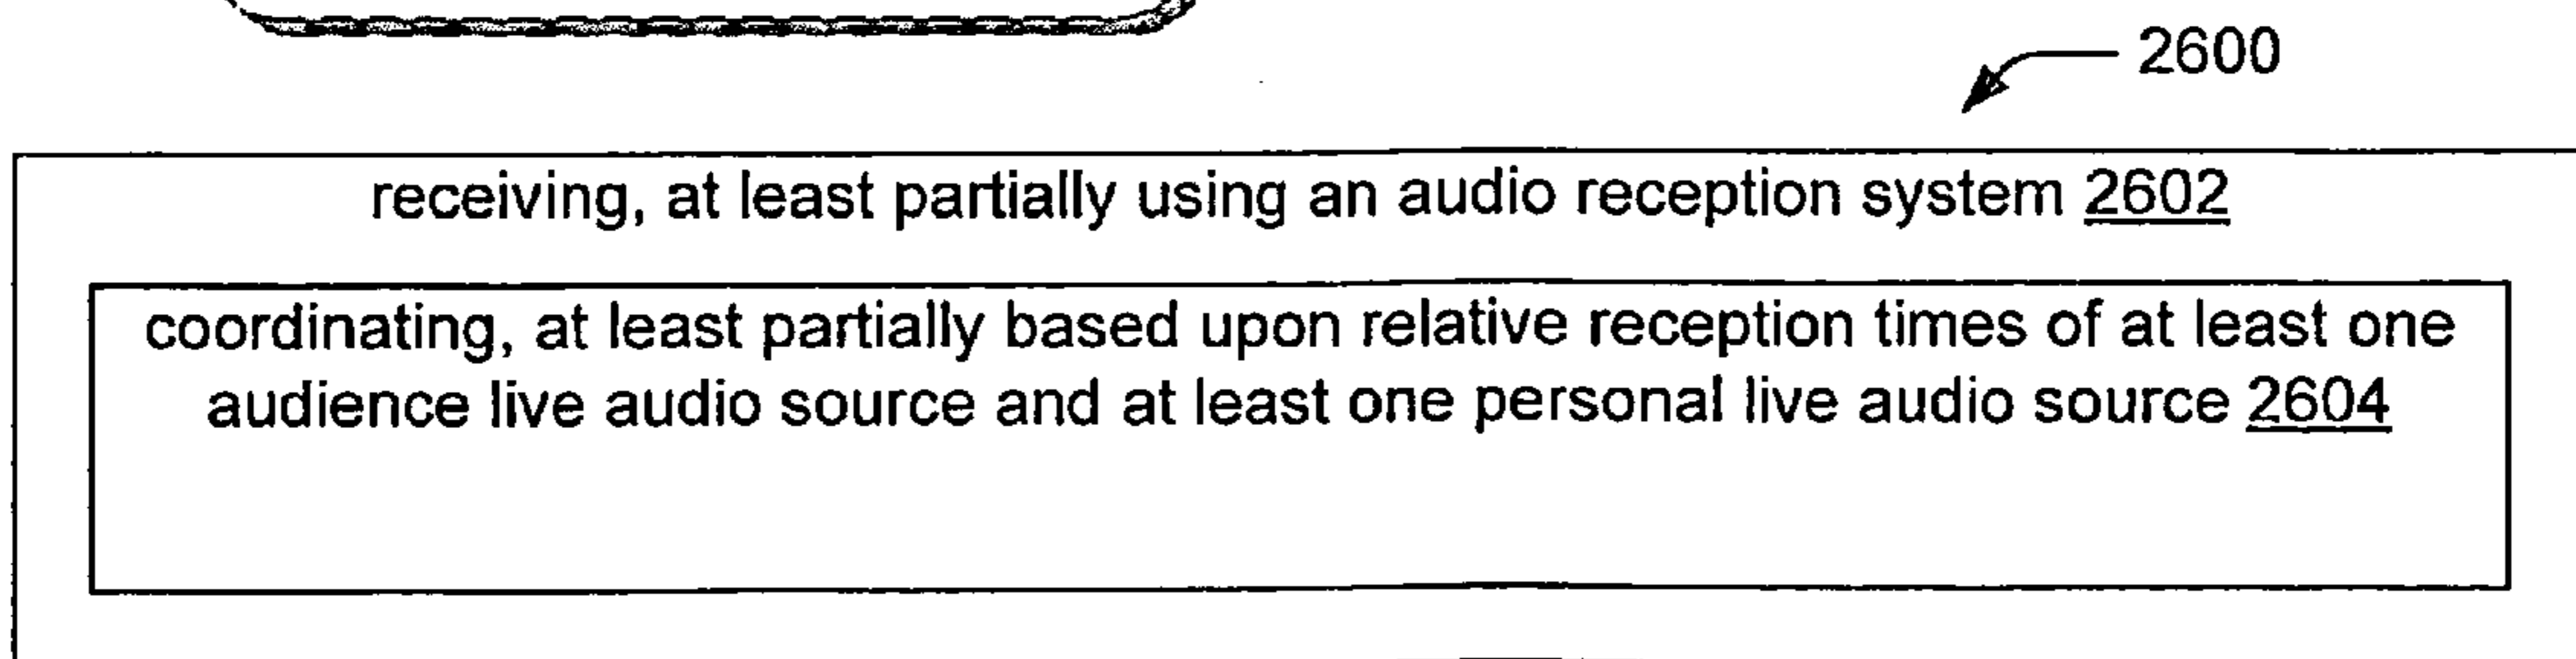 2600
receiving, at least partially using an audio reception system 2602
coordinating, at least partially based upon relative reception times of at least one
audience live audio source and at least one personal live audio source 2604